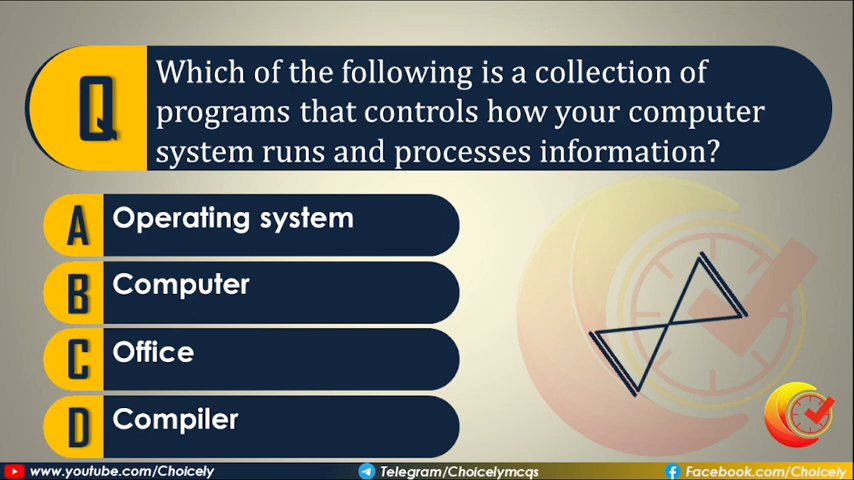 Q
Which of the following is a collection of
programs that controls how your computer
system runs and processes information?
A
Operating system
B
Computer
C
Office
D
Compiler
www.youtube.com/Choicely
Telegram/Choicelymcqs
Facebook.com/Choicely